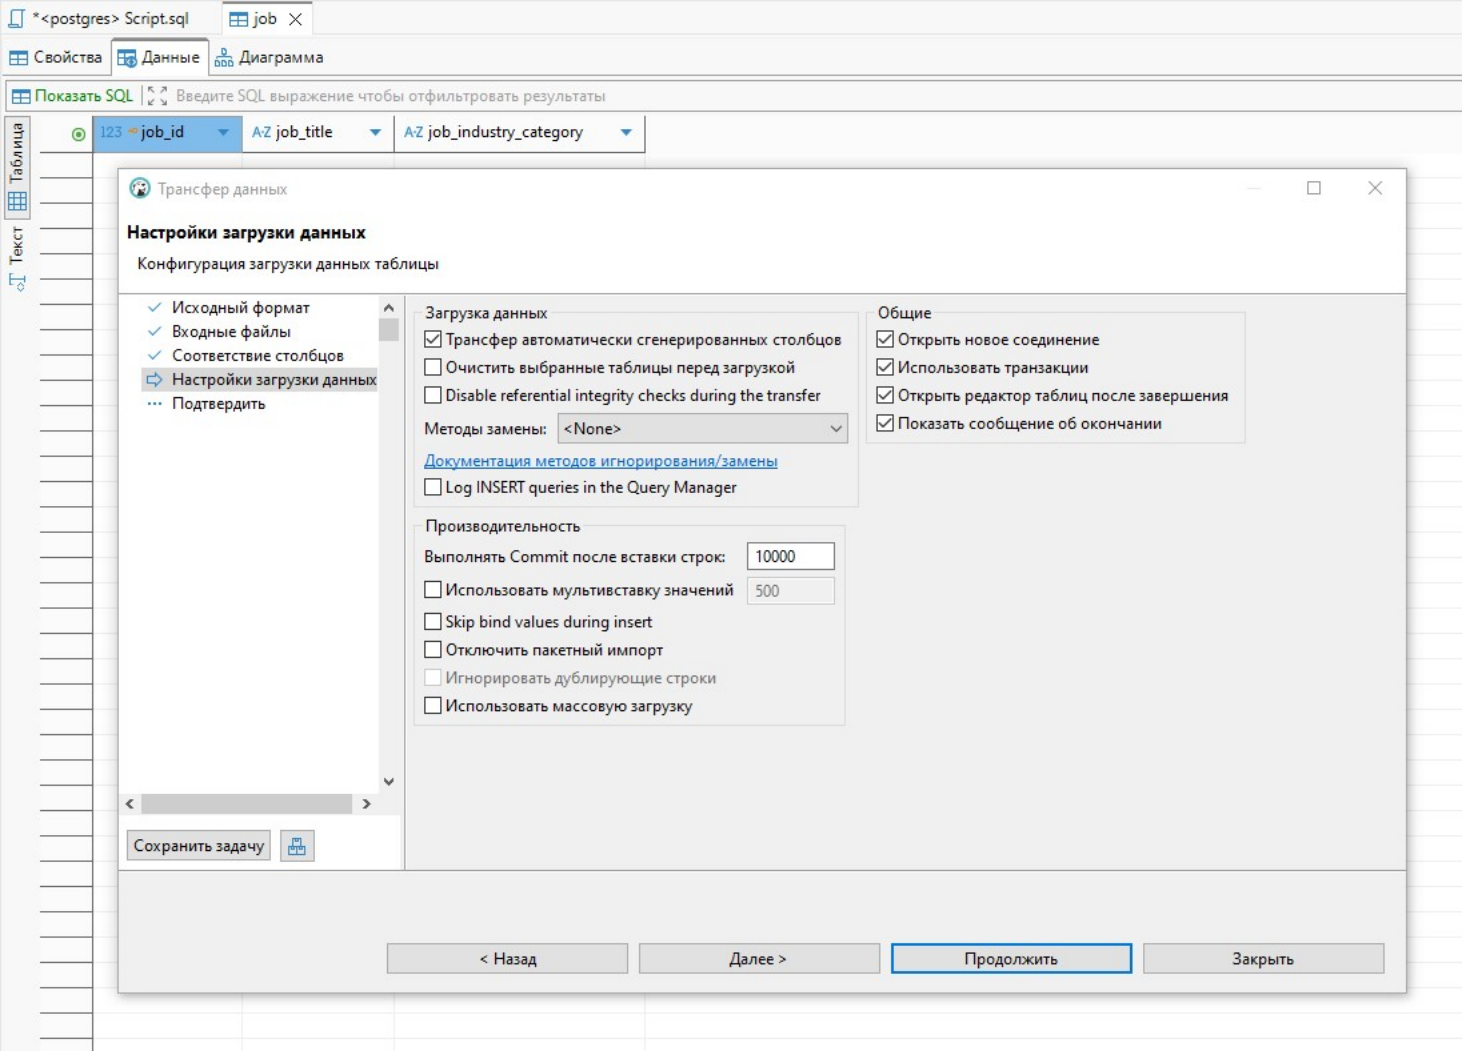 *<postgres> Script.sql
job
Свойства
Данные
Диаграмма
Показать SQL
Введите SQL выражение чтобы отфильтровать результаты
Таблица
Текст
123 job_id
A-Z job_title
A-Z job_industry_category
Трансфер данных
Настройки загрузки данных
Конфигурация загрузки данных таблицы
Исходный формат
Входные файлы
Соответствие столбцов
Настройки загрузки данных
Подтвердить
Сохранить задачу
Загрузка данных
Трансфер автоматически сгенерированных столбцов
Очистить выбранные таблицы перед загрузкой
Disable referential integrity checks during the transfer
Методы замены: <None>
Документация методов игнорирования/замены
Log INSERT queries in the Query Manager
Производительность
Выполнять Commit после вставки строк: 10000
Использовать мультивставку значений 500
Skip bind values during insert
Отключить пакетный импорт
Игнорировать дублирующие строки
Использовать массовую загрузку
Общие
Открыть новое соединение
Использовать транзакции
Открыть редактор таблиц после завершения
Показать сообщение об окончании
< Назад
Далее >
Продолжить
Закрыть